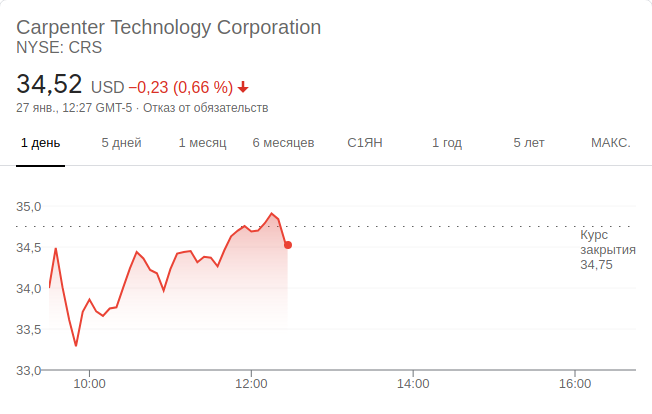 Carpenter Technology Corporation
NYSE: CRS
34,52 USD −0,23 (0,66 %)
27 янв., 12:27 GMT-5 · Отказ от обязательств
1 день 5 дней 1 месяц 6 месяцев С1ЯН 1 год 5 лет МАКС.
35,0
34,5
34,0
33,5
33,0
Курс
закрытия
34,75
10:00 12:00 14:00 16:00